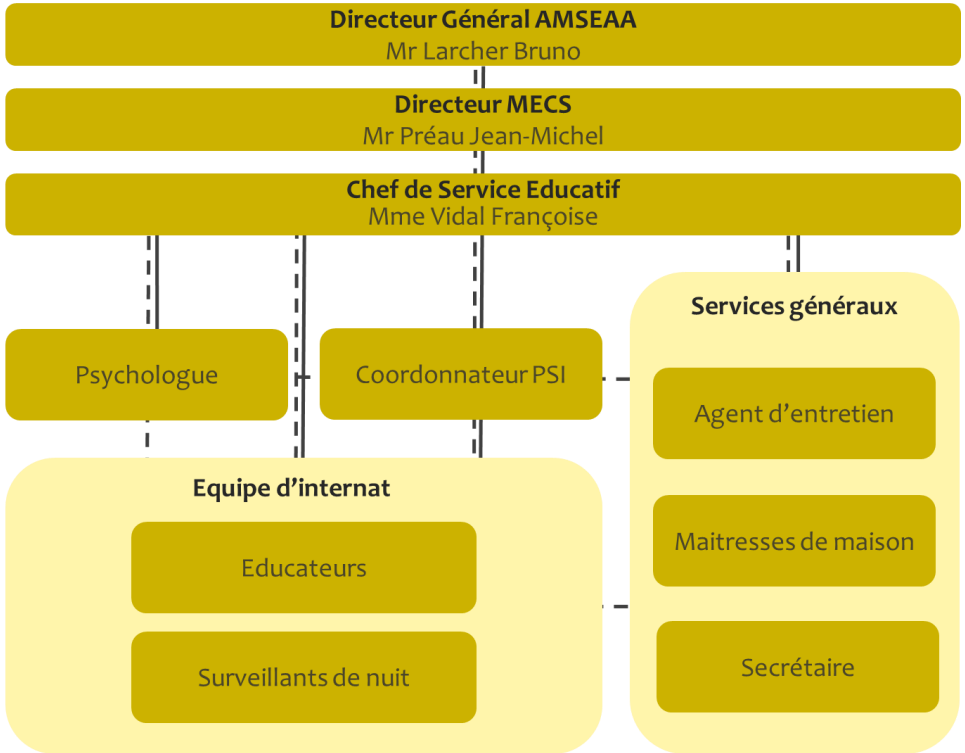 Directeur Général AMSEAA
Mr Larcher Bruno
Directeur MECS
Mr Préau Jean-Michel
Chef de Service Educatif
Mme Vidal Françoise
Psychologue
Coordonnateur PSI
Services généraux
Agent d’entretien
Maitresses de maison
Secrétaire
Equipe d’internat
Educateurs
Surveillants de nuit